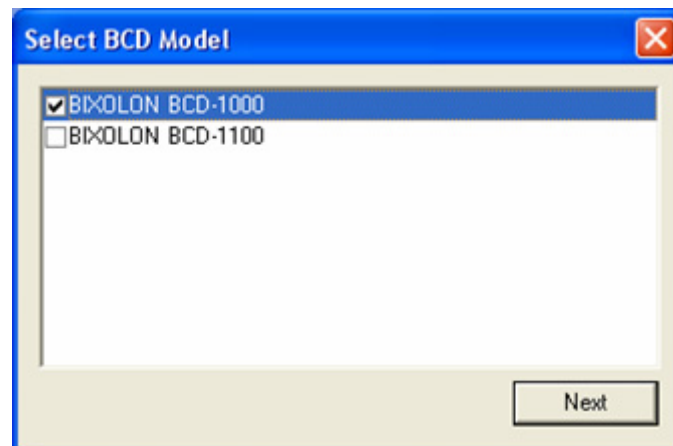 Select BCD Model
BIXOLON BCD-1000
BIXOLON BCD-1100
Next